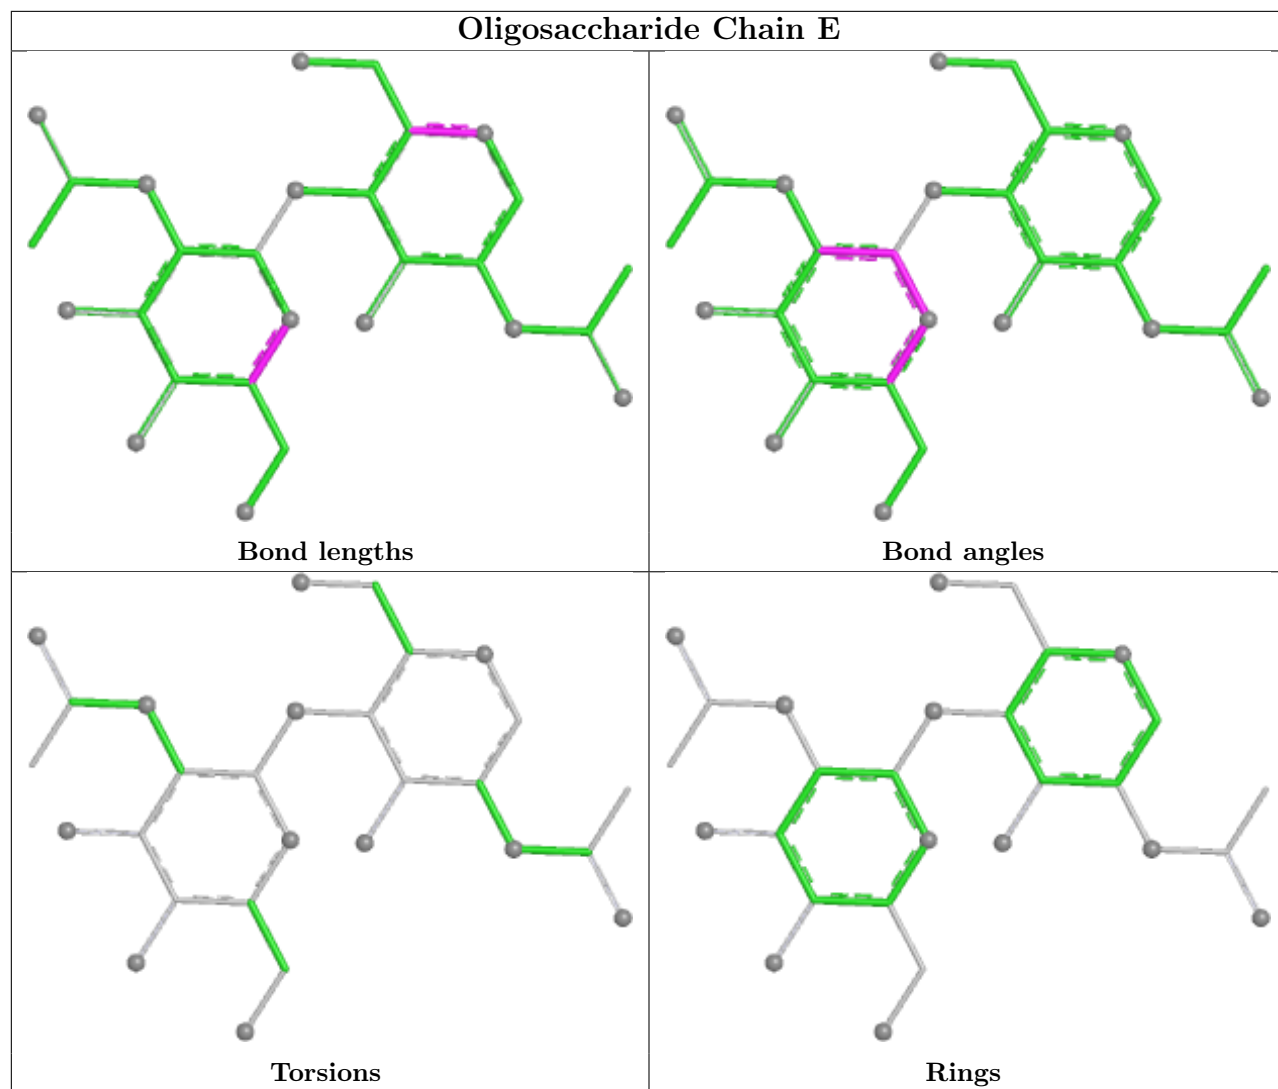 Oligosaccharide Chain E
Bond lengths
Bond angles
Torsions
Rings